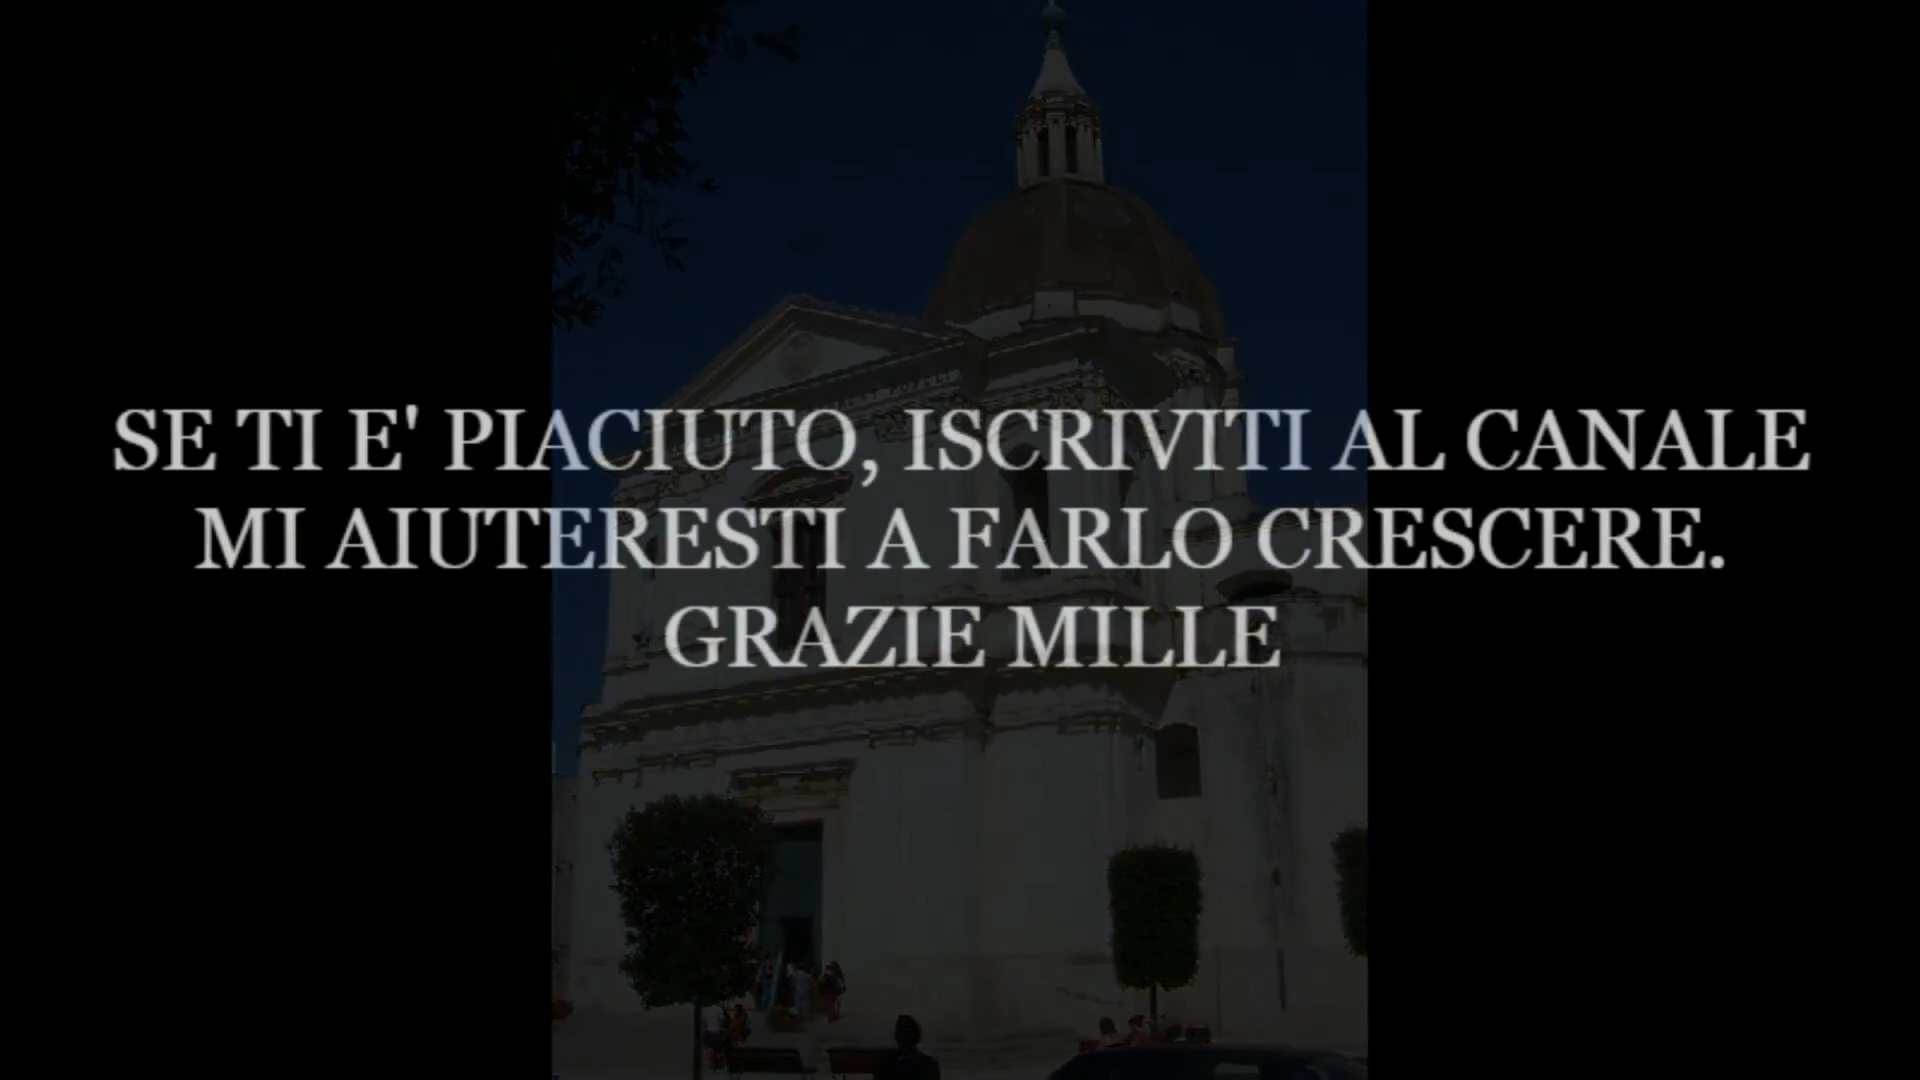 SE TI E' PIACIUTO, ISCRIVITI AL CANALE
MI AIUTERESTI A FARLO CRESCERE.
GRAZIE MILLE